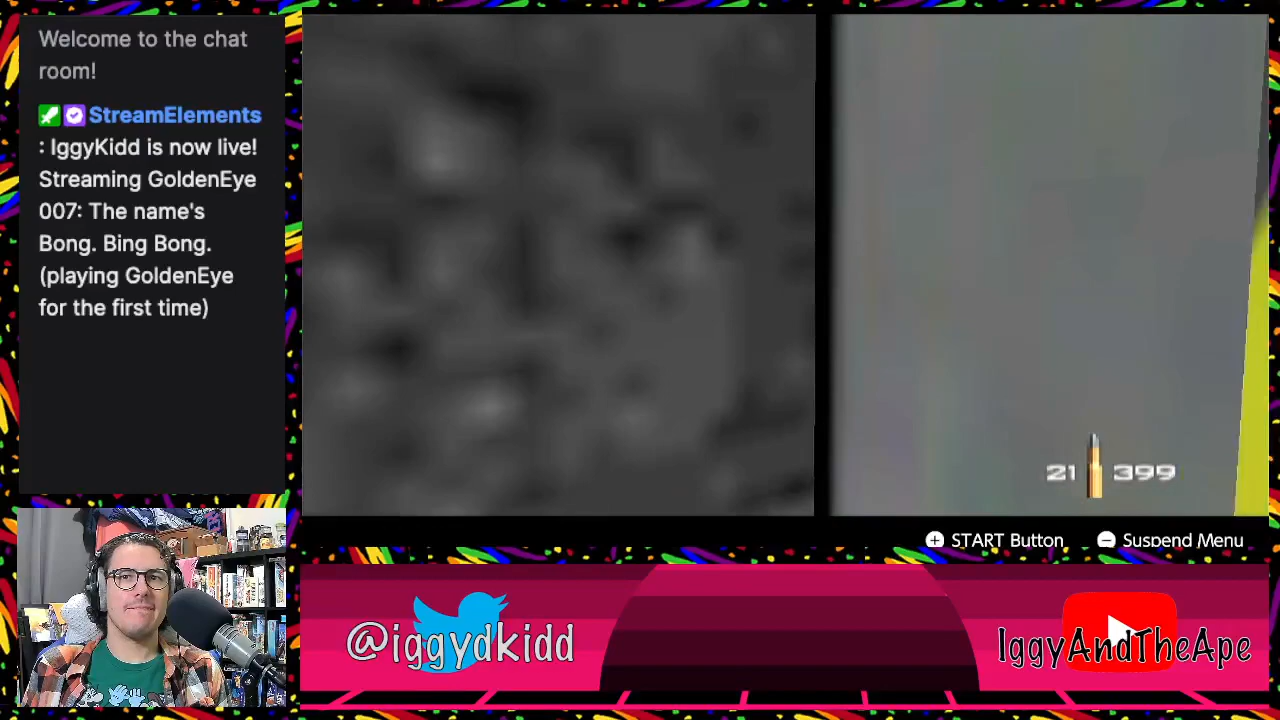 Welcome to the chat
room!
StreamElements
: IggyKidd is now live!
Streaming GoldenEye
007: The name's
Bong. Bing Bong.
(playing GoldenEye
for the first time)
21 399
START Button Suspend Menu
@iggydkidd
IggyAndTheApe